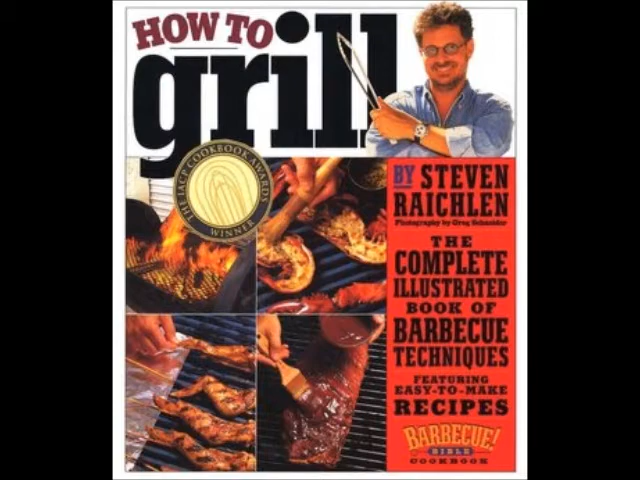 HOW TO
grill
THE IACP COOKBOOK AWARDS
WINNER
BY STEVEN
RAICHLEN
Photography by Greg Schneider
THE
COMPLETE
ILLUSTRATED
BOOK OF
BARBECUE
TECHNIQUES
FEATURING
EASY-TO-MAKE
RECIPES
BARBECUE!
BIBLE
COOKBOOK